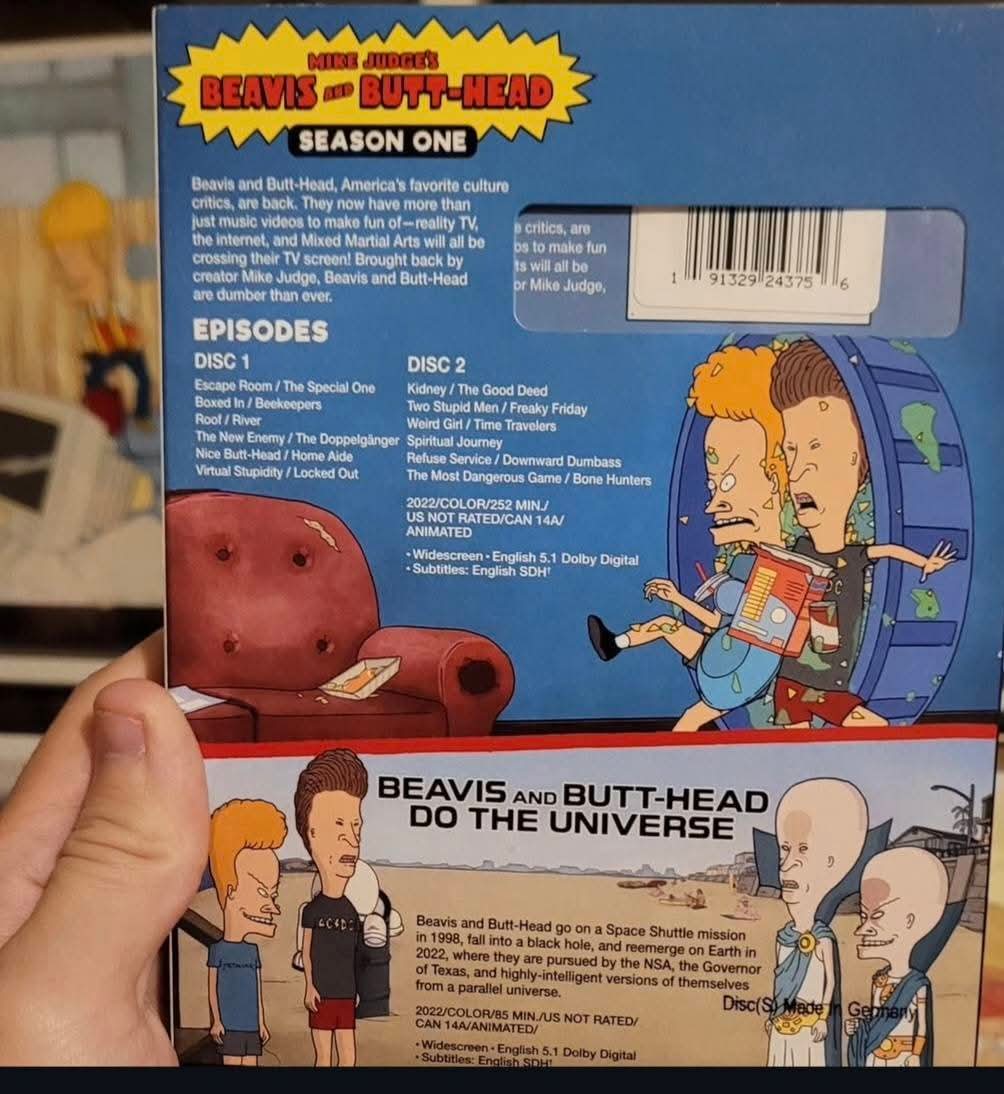 MIKE JUDGE'S
BEAVIS AND BUTT-HEAD
SEASON ONE
Beavis and Butt-Head, America's favorite culture
critics, are back. They now have more than
just music videos to make fun of—reality TV,
the internet, and Mixed Martial Arts will all be
crossing their TV screen! Brought back by
creator Mike Judge, Beavis and Butt-Head
are dumber than ever.
critics, are
os to make fun
ts will all be
or Mike Judge,
1 91329 24375 6
EPISODES
DISC 1
Escape Room / The Special One
Boxed In / Beekeepers
Roof / River
The New Enemy / The Doppelgänger
Nice Butt-Head / Home Aide
Virtual Stupidity / Locked Out
DISC 2
Kidney / The Good Deed
Two Stupid Men / Freaky Friday
Weird Girl / Time Travelers
Spiritual Journey
Refuse Service / Downward Dumbass
The Most Dangerous Game / Bone Hunters
2022/COLOR/252 MIN./
US NOT RATED/CAN 14A/
ANIMATED
• Widescreen • English 5.1 Dolby Digital
• Subtitles: English SDH†
BEAVIS AND BUTT-HEAD
DO THE UNIVERSE
AC⚡DC
Beavis and Butt-Head go on a Space Shuttle mission
in 1998, fall into a black hole, and reemerge on Earth in
2022, where they are pursued by the NSA, the Governor
of Texas, and highly-intelligent versions of themselves
from a parallel universe.
Disc(S) Made in Germany
2022/COLOR/85 MIN./US NOT RATED/
CAN 14A/ANIMATED/
• Widescreen • English 5.1 Dolby Digital
• Subtitles: English SDH†